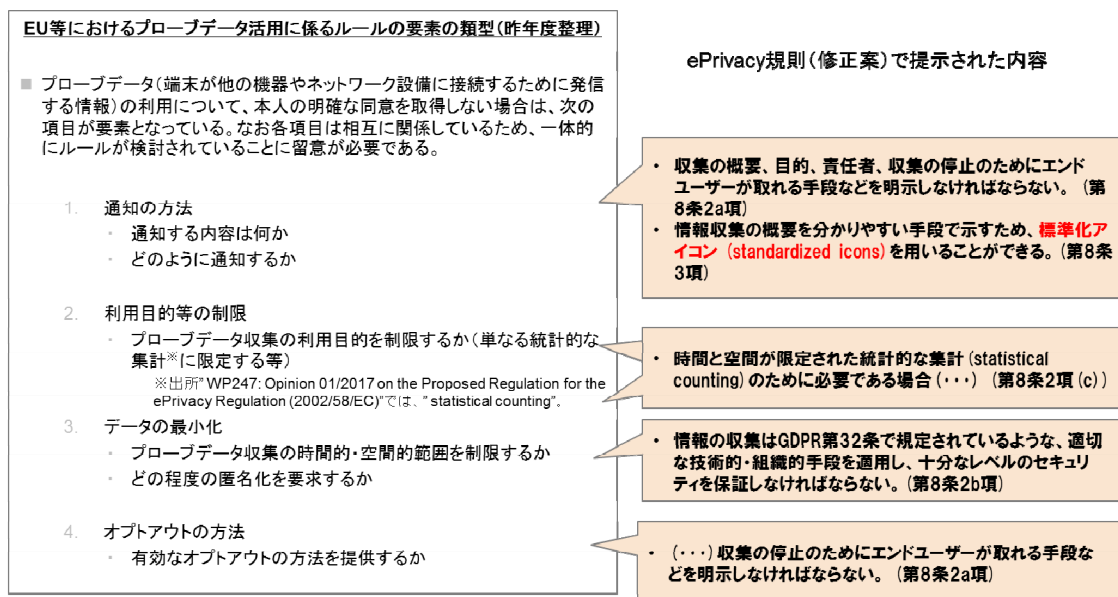 EU等におけるプローブデータ活用に係るルールの要素の類型(昨年度整理)
■ プローブデータ(端末が他の機器やネットワーク設備に接続するために発信
する情報)の利用について、本人の明確な同意を取得しない場合は、次の
項目が要素となっている。なお各項目は相互に関係しているため、一体的
にルールが検討されていることに留意が必要である。
1. 通知の方法
・ 通知する内容は何か
・ どのように通知するか
2. 利用目的等の制限
・ プローブデータ収集の利用目的を制限するか(単なる統計的な
集計※に限定する等)
※出所"WP247: Opinion 01/2017 on the Proposed Regulation for the
ePrivacy Regulation (2002/58/EC)"では、"statistical counting"。
3. データの最小化
・ プローブデータ収集の時間的・空間的範囲を制限するか
・ どの程度の匿名化を要求するか
4. オプトアウトの方法
・ 有効なオプトアウトの方法を提供するか
ePrivacy規則(修正案)で提示された内容
・ 収集の概要、目的、責任者、収集の停止のためにエンド
ユーザーが取れる手段などを明示しなければならない。(第
8条2a項)
・ 情報収集の概要を分かりやすい手段で示すため、標準化ア
イコン(standardized icons)を用いることができる。(第8条
3項)
・ 時間と空間が限定された統計的な集計(statistical
counting)のために必要である場合(・・・)(第8条2項(c))
・ 情報の収集はGDPR第32条で規定されているような、適切
な技術的・組織的手段を適用し、十分なレベルのセキュリ
ティを保証しなければならない。(第8条2b項)
・ (・・・)収集の停止のためにエンドユーザーが取れる手段な
どを明示しなければならない。(第8条2a項)